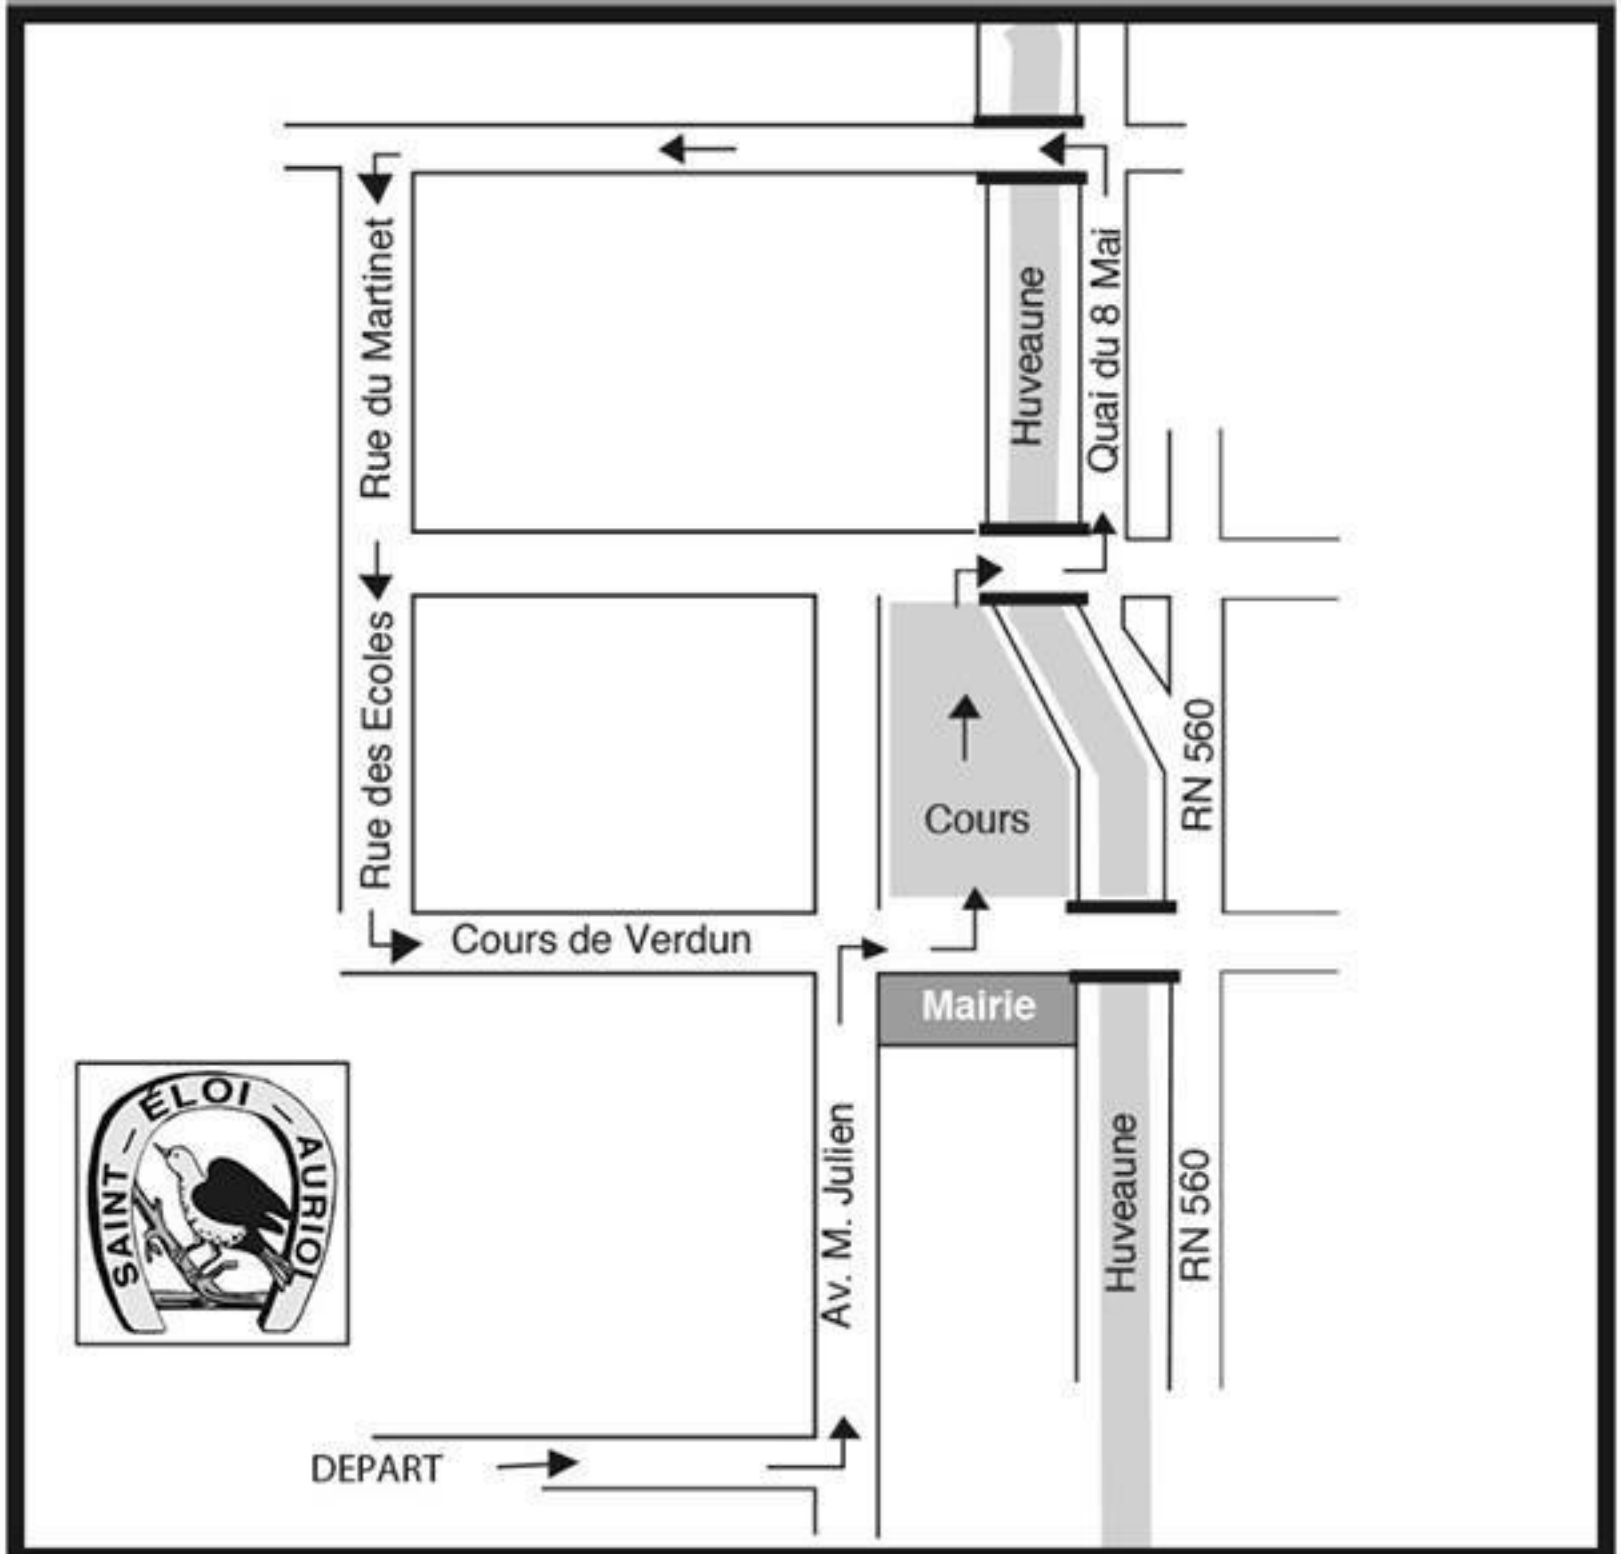 Rue du Martinet
Huveaune
Quai du 8 Mai
Rue des Ecoles
Cours
RN 560
Cours de Verdun
Mairie
SAINT - ÉLOI - AURIOL
Av. M. Julien
Huveaune
RN 560
DEPART